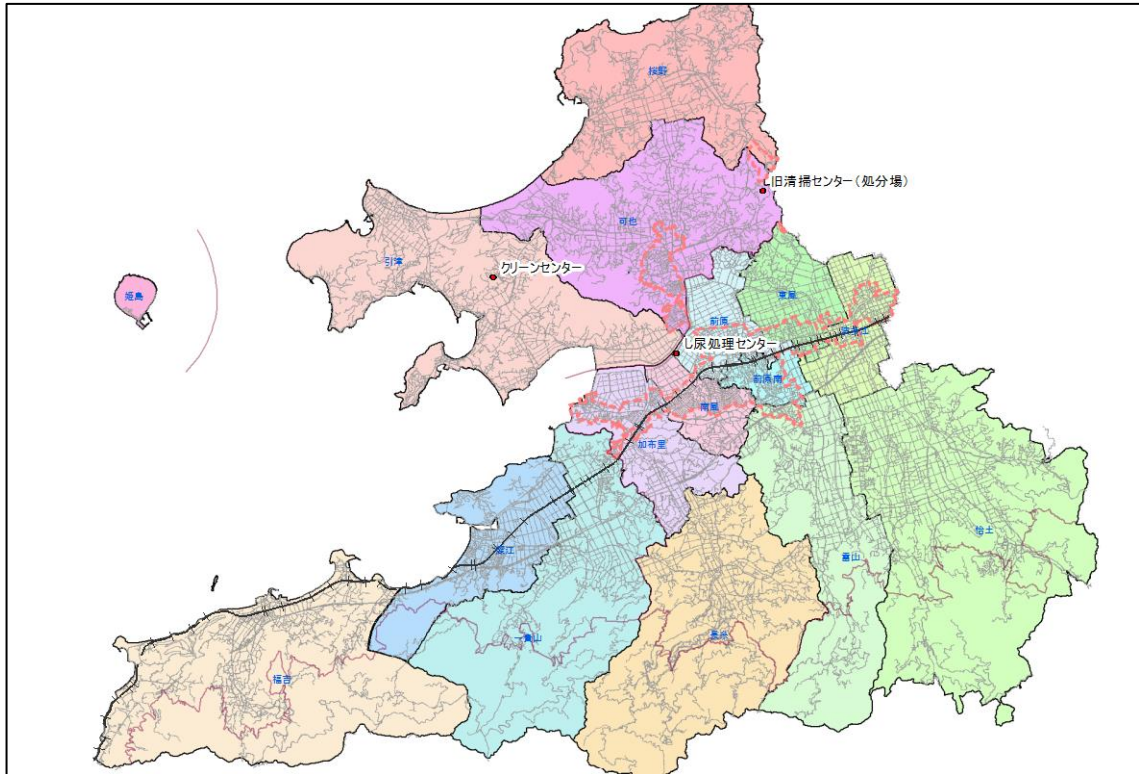 桜野
旧清掃センター(処分場)
可也
引津
クリーンセンター
姫島
東風
前原
波多江
し尿処理センター
前原南
南風
加布里
怡土
深江
雷山
一貴山
長糸
福吉